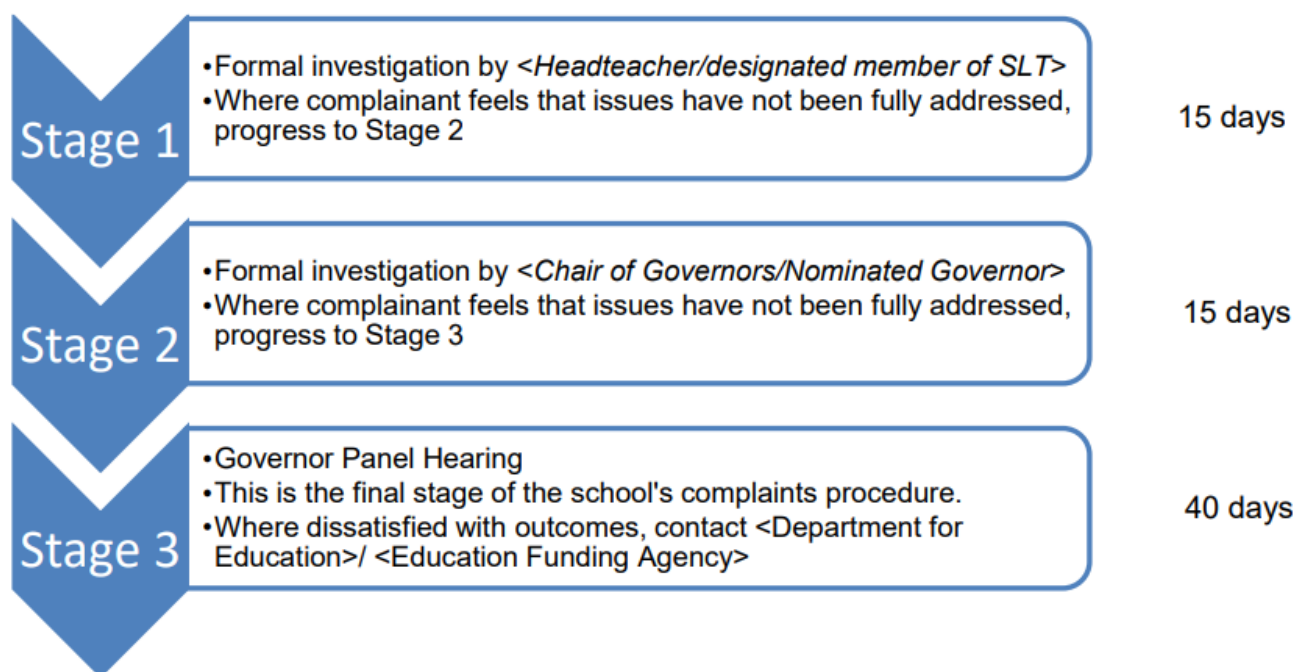 Stage 1
•Formal investigation by <Headteacher/designated member of SLT>
•Where complainant feels that issues have not been fully addressed,
progress to Stage 2
15 days
Stage 2
•Formal investigation by <Chair of Governors/Nominated Governor>
•Where complainant feels that issues have not been fully addressed,
progress to Stage 3
15 days
Stage 3
•Governor Panel Hearing
•This is the final stage of the school's complaints procedure.
•Where dissatisfied with outcomes, contact <Department for
Education>/ <Education Funding Agency>
40 days